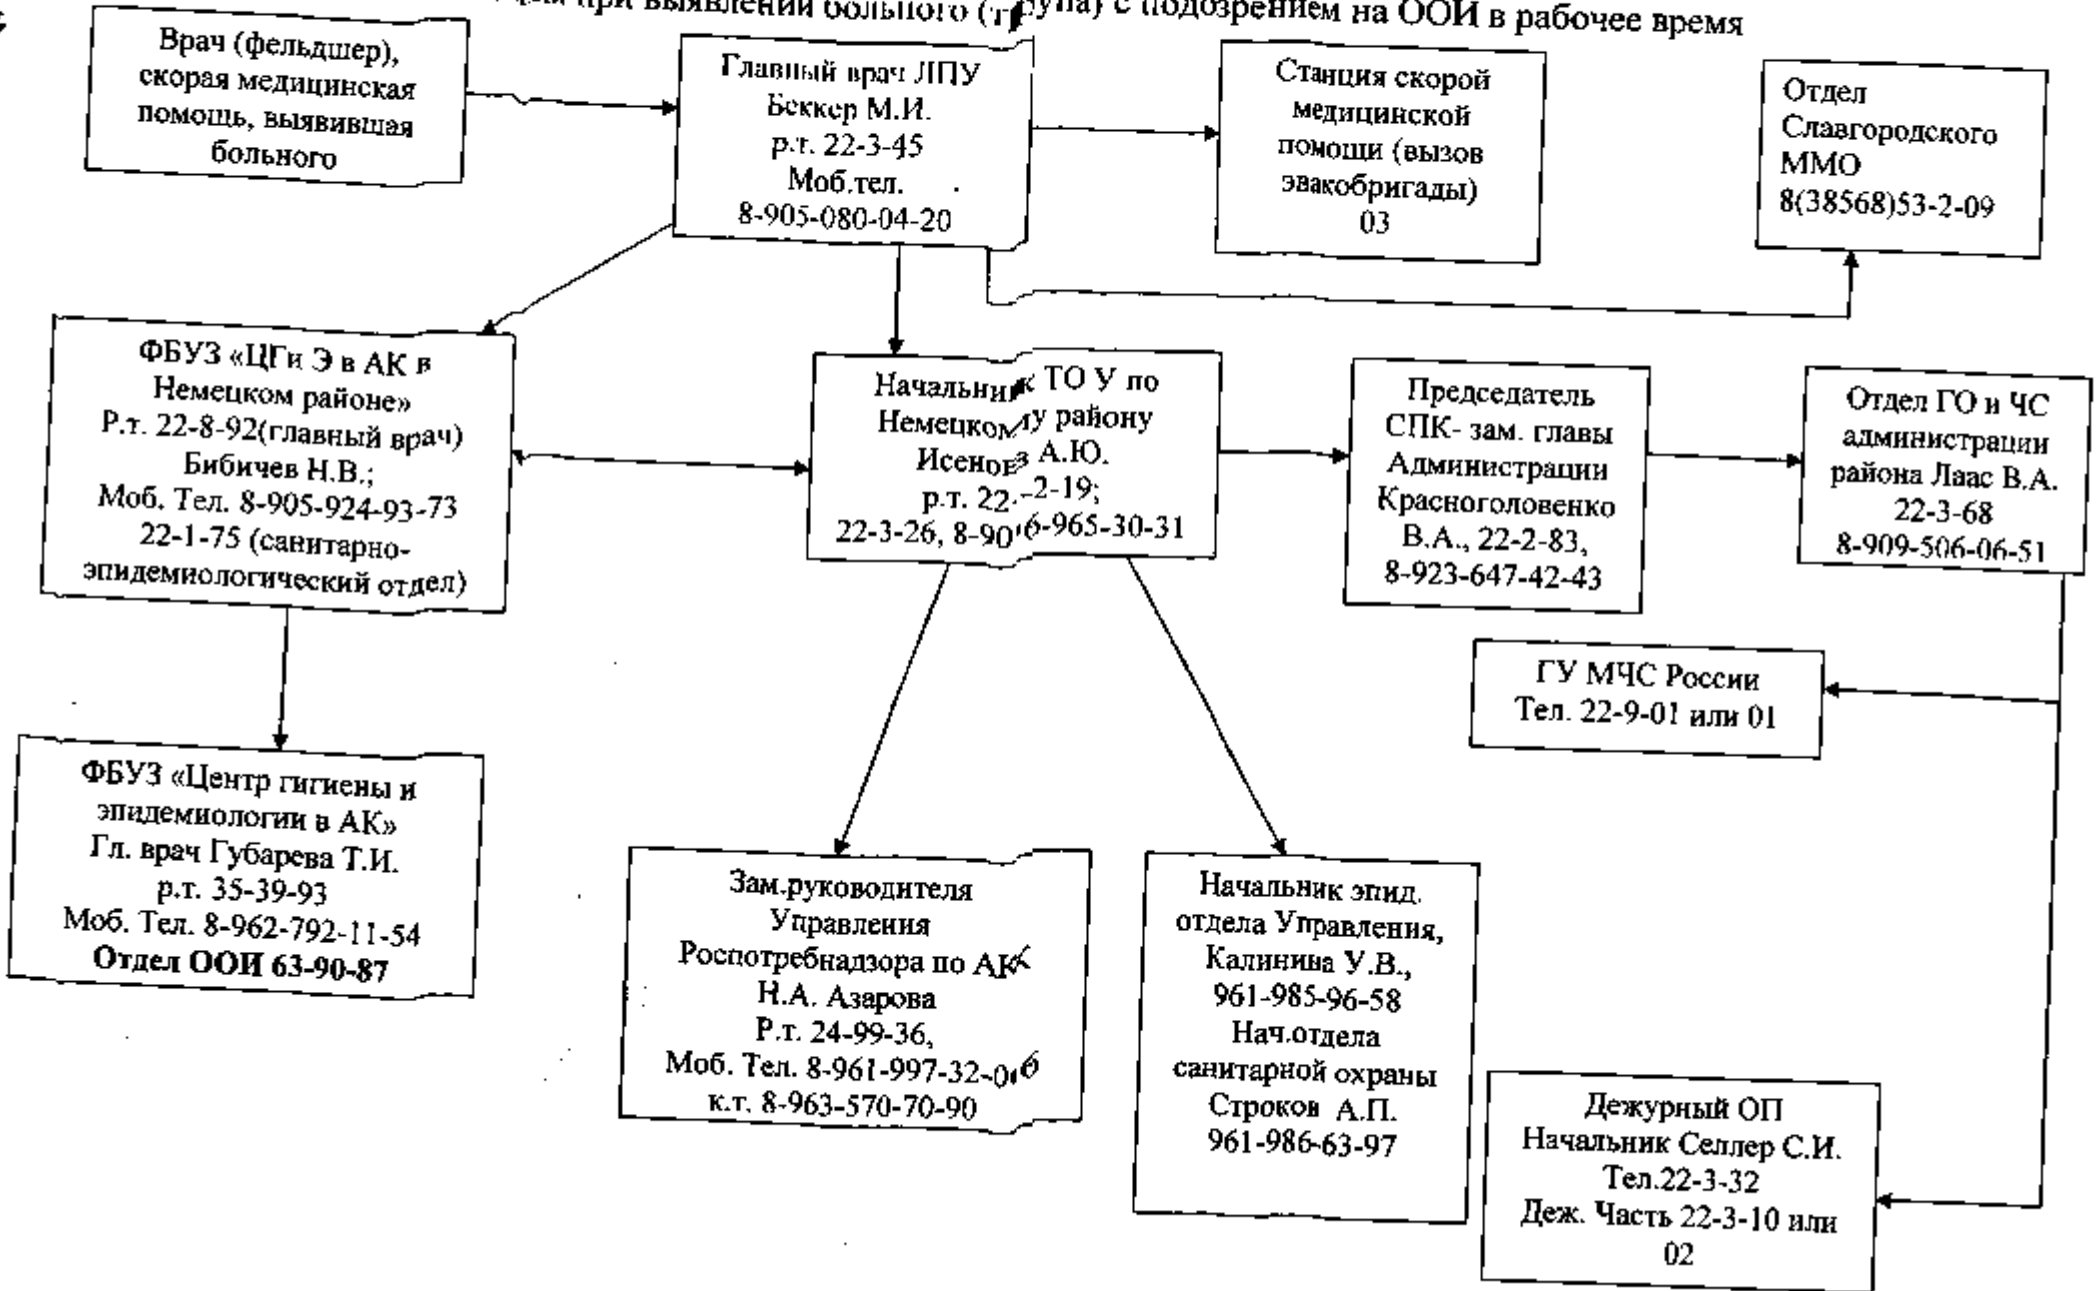 при выявлении больного (трупа) с подозрением на ООИ в рабочее время
Врач (фельдшер),
скорая медицинская
помощь, выявившая
больного
Главный врач ЛПУ
Беккер М.И.
р.т. 22-3-45
Моб.тел.
8-905-080-04-20
Станция скорой
медицинской
помощи (вызов
эвакобригады)
03
Отдел
Славгородского
ММО
8(38568)53-2-09
ФБУЗ «ЦГи Э в АК в
Немецком районе»
Р.т. 22-8-92(главный врач)
Бибичев Н.В.;
Моб. Тел. 8-905-924-93-73
22-1-75 (санитарно-
эпидемиологический отдел)
Начальник ТО У по
Немецкому району
Исенов А.Ю.
р.т. 22-2-19;
22-3-26, 8-906-965-30-31
Председатель
СПК- зам. главы
Администрации
Красноголовенко
В.А., 22-2-83,
8-923-647-42-43
Отдел ГО и ЧС
администрации
района Лаас В.А.
22-3-68
8-909-506-06-51
ГУ МЧС России
Тел. 22-9-01 или 01
ФБУЗ «Центр гигиены и
эпидемиологии в АК»
Гл. врач Губарева Т.И.
р.т. 35-39-93
Моб. Тел. 8-962-792-11-54
Отдел ООИ 63-90-87
Зам.руководителя
Управления
Роспотребнадзора по АК
Н.А. Азарова
Р.т. 24-99-36,
Моб. Тел. 8-961-997-32-06
к.т. 8-963-570-70-90
Начальник эпид.
отдела Управления,
Калинина У.В.,
961-985-96-58
Нач.отдела
санитарной охраны
Строков А.П.
961-986-63-97
Дежурный ОП
Начальник Селлер С.И.
Тел.22-3-32
Деж. Часть 22-3-10 или
02